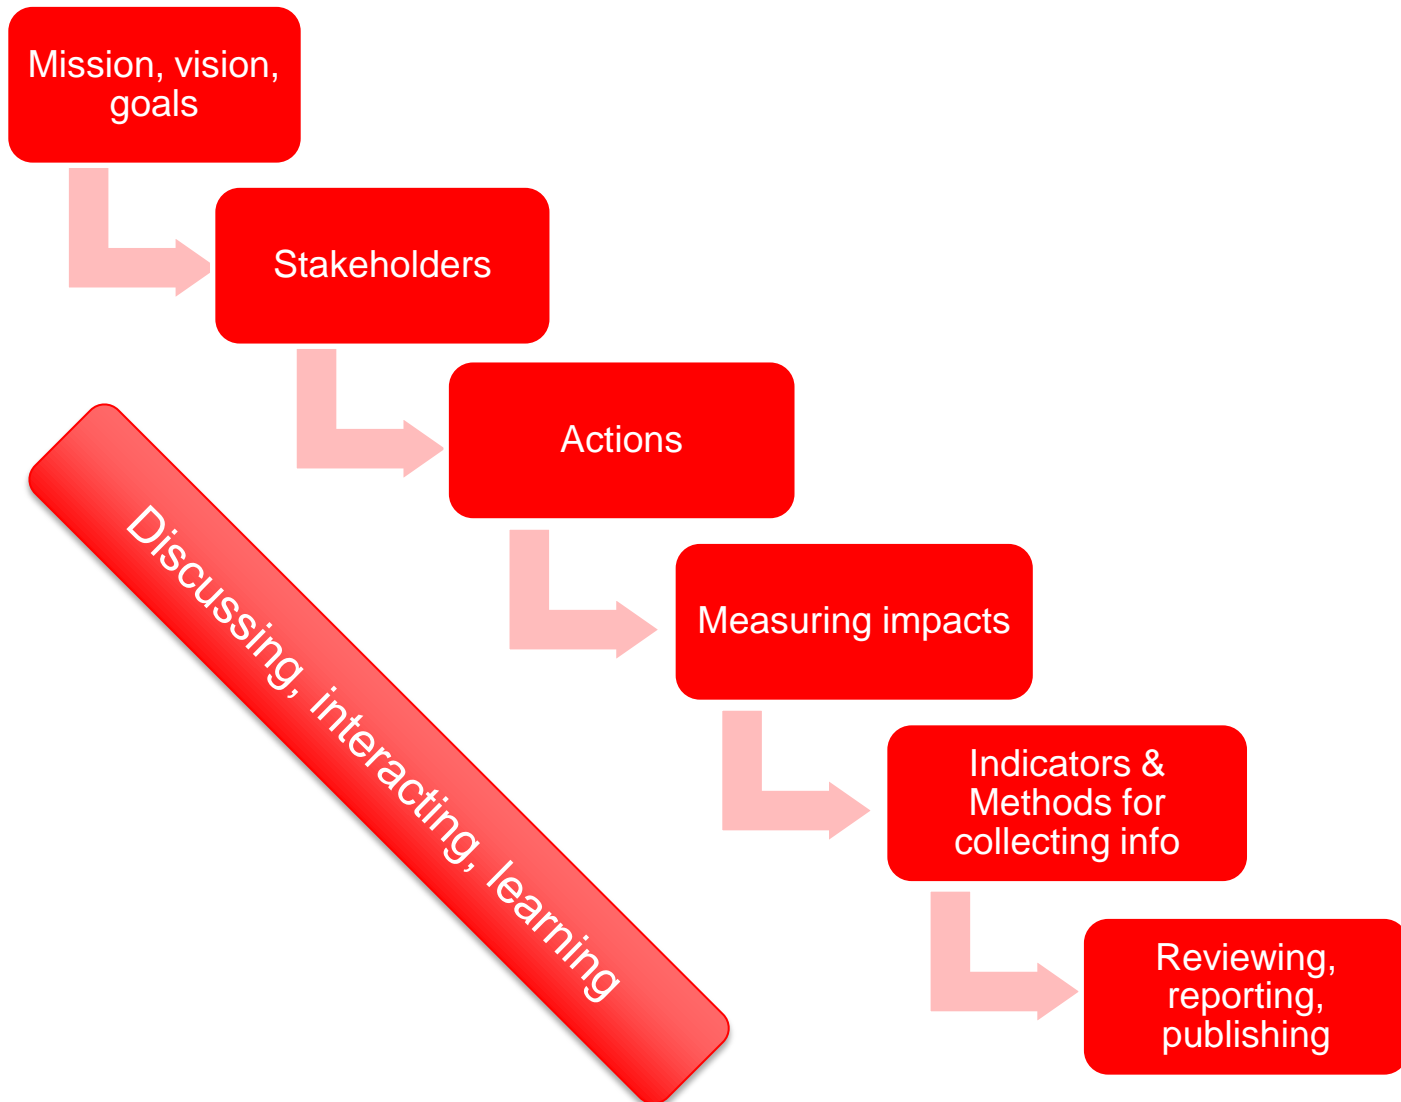 Mission, vision,
goals
Stakeholders
Actions
Measuring impacts
Indicators &
Methods for
collecting info
Reviewing,
reporting,
publishing
Discussing, interacting, learning